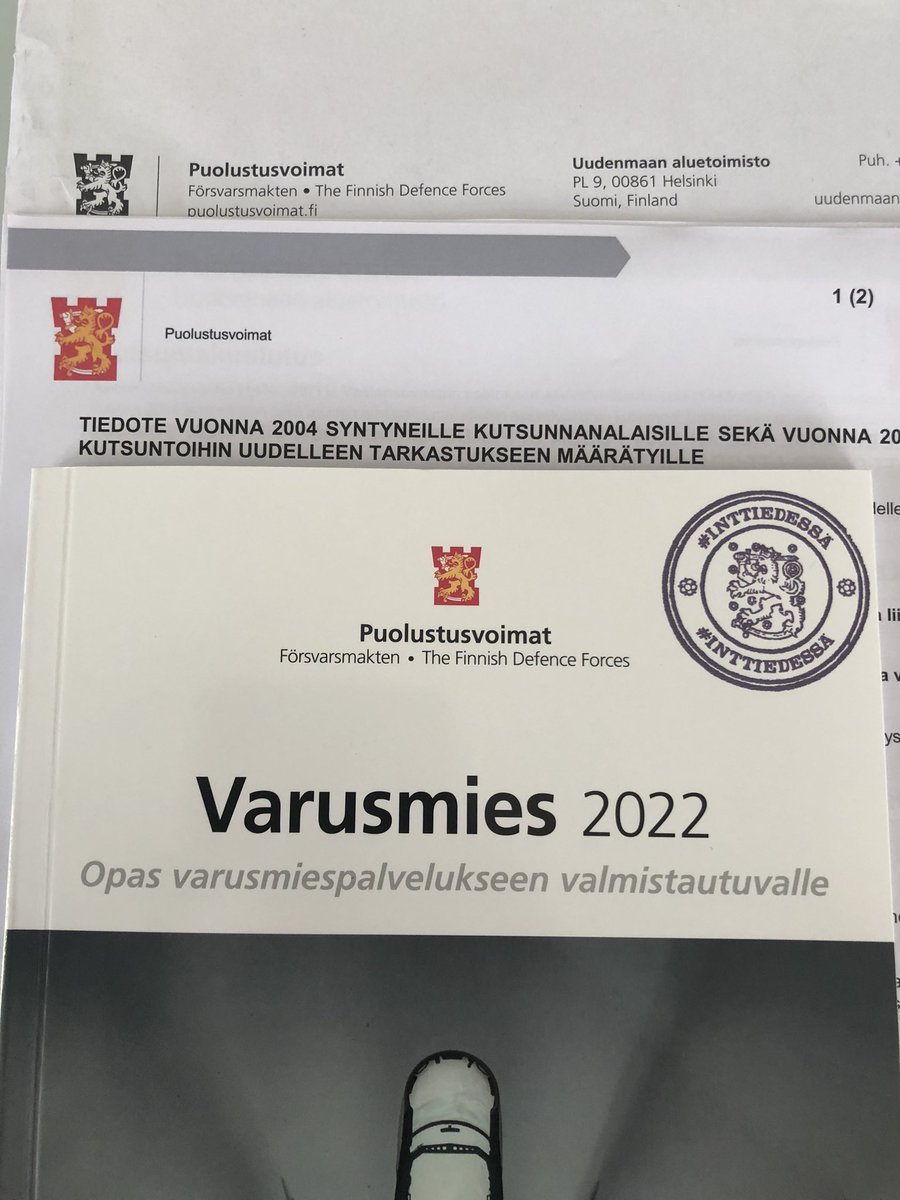 Puolustusvoimat
Försvarsmakten • The Finnish Defence Forces
puolustusvoimat.fi
Uudenmaan aluetoimisto
PL 9, 00861 Helsinki
Suomi, Finland
Puh.
uudenmaan
1 (2)
Puolustusvoimat
TIEDOTE VUONNA 2004 SYNTYNEILLE KUTSUNNANALAISILLE SEKÄ VUONNA 20
KUTSUNTOIHIN UUDELLEEN TARKASTUKSEEN MÄÄRÄTYILLE
#INTTIEDESSÄ
#INTTIEDESSÄ
Puolustusvoimat
Försvarsmakten • The Finnish Defence Forces
Varusmies 2022
Opas varusmiespalvelukseen valmistautuvalle